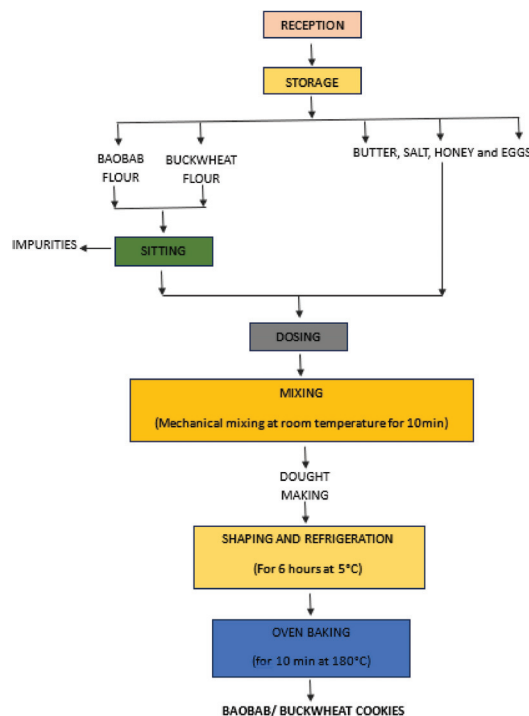 RECEPTION
STORAGE
BAOBAB
FLOUR
BUCKWHEAT
FLOUR
BUTTER, SALT, HONEY and EGGS
IMPURITIES
SITTING
DOSING
MIXING
(Mechanical mixing at room temperature for 10min)
DOUGHT
MAKING
SHAPING AND REFRIGERATION
(For 6 hours at 5°C)
OVEN BAKING
(for 10 min at 180°C)
BAOBAB/ BUCKWHEAT COOKIES